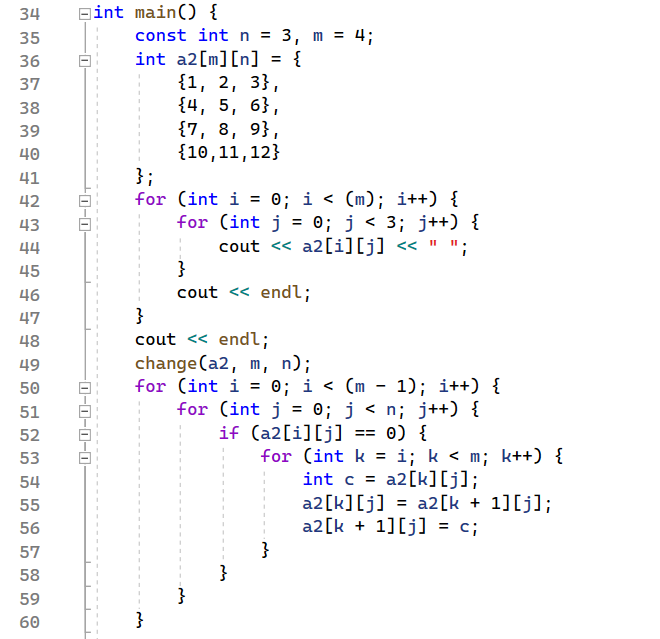 34 int main() {
35     const int n = 3, m = 4;
36     int a2[m][n] = {
37         {1, 2, 3},
38         {4, 5, 6},
39         {7, 8, 9},
40         {10,11,12}
41     };
42     for (int i = 0; i < (m); i++) {
43         for (int j = 0; j < 3; j++) {
44             cout << a2[i][j] << " ";
45         }
46         cout << endl;
47     }
48     cout << endl;
49     change(a2, m, n);
50     for (int i = 0; i < (m - 1); i++) {
51         for (int j = 0; j < n; j++) {
52             if (a2[i][j] == 0) {
53                 for (int k = i; k < m; k++) {
54                     int c = a2[k][j];
55                     a2[k][j] = a2[k + 1][j];
56                     a2[k + 1][j] = c;
57                 }
58             }
59         }
60     }